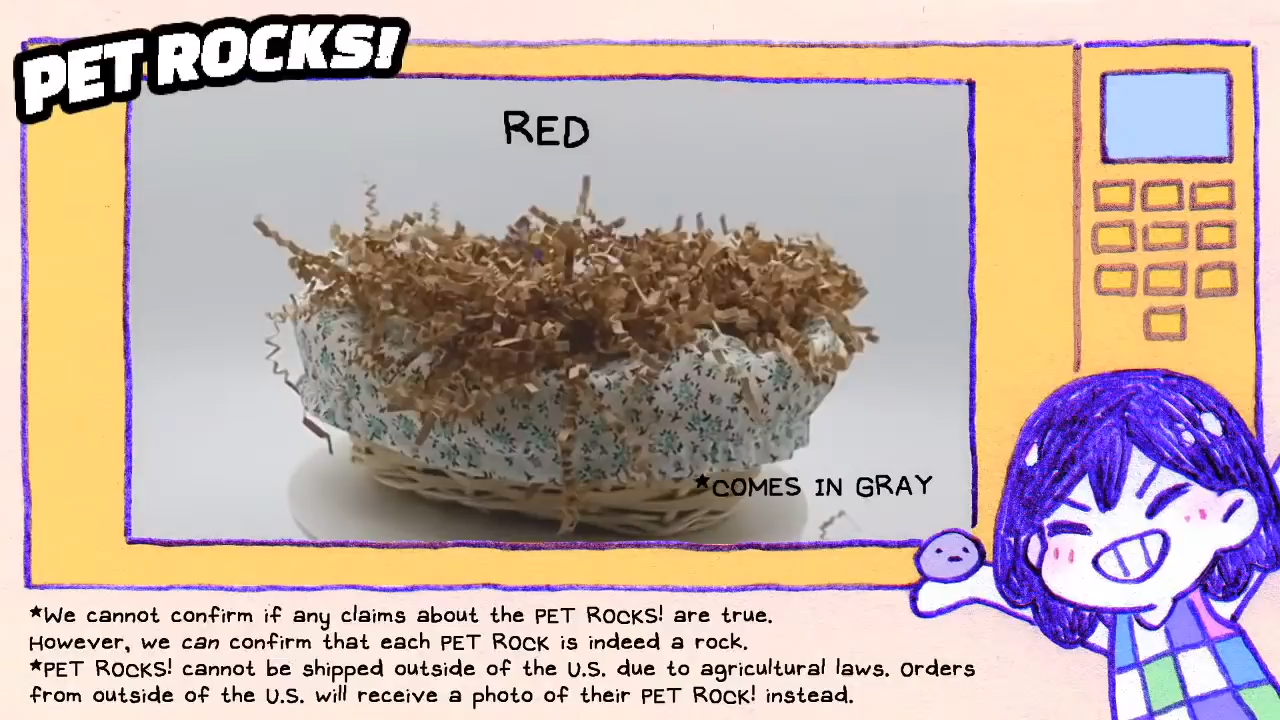 PET ROCKS!
RED
*COMES IN GRAY
*We cannot confirm if any claims about the PET ROCKS! are true.
However, we can confirm that each PET ROCK is indeed a rock.
*PET ROCKS! cannot be shipped outside of the U.S. due to agricultural laws. Orders
from outside of the U.S. will receive a photo of their PET ROCK! instead.